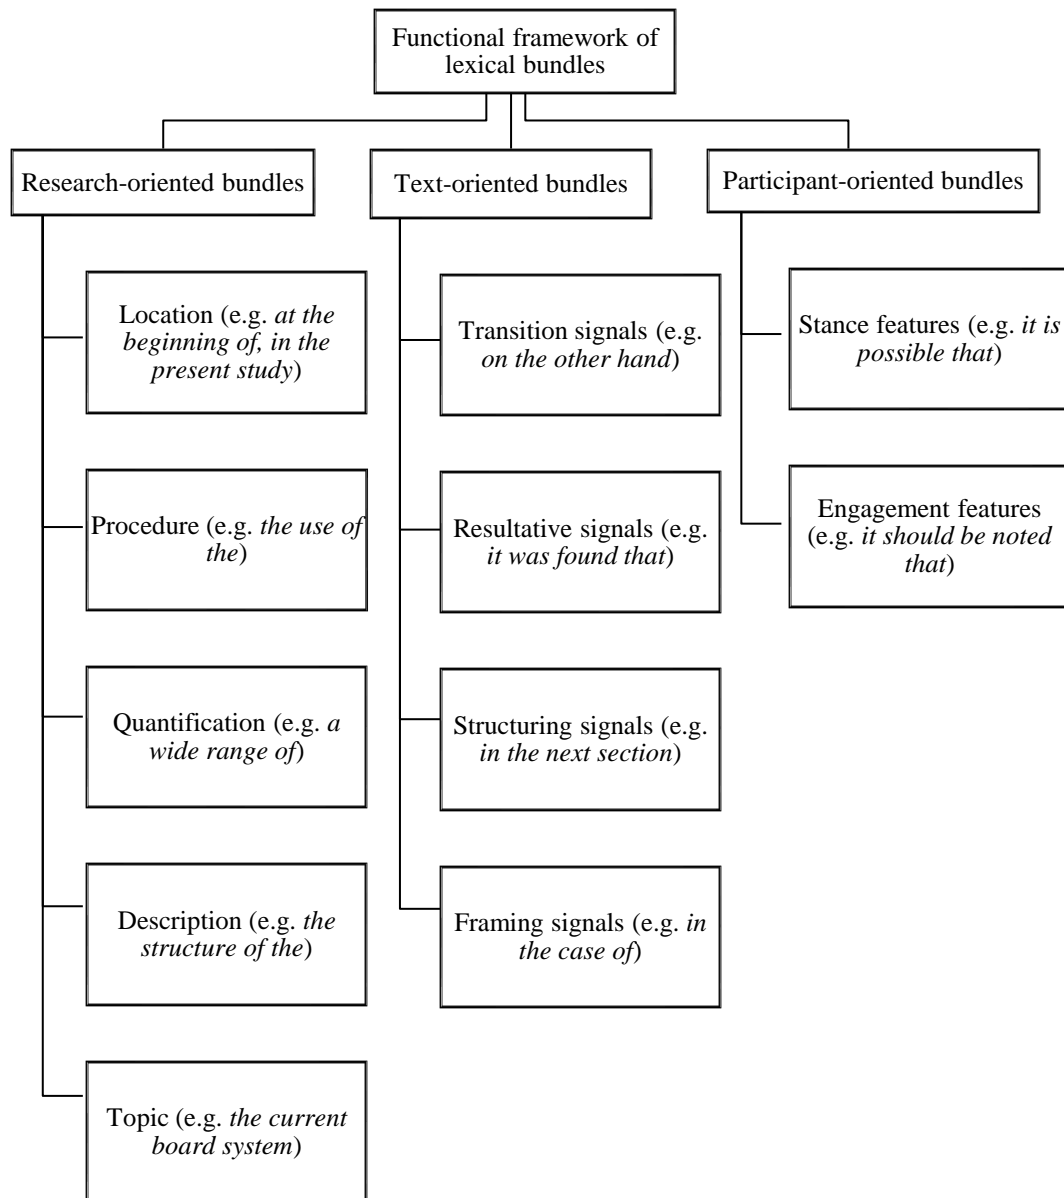 Functional framework of
lexical bundles
Research-oriented bundles
Location (e.g. at the
beginning of, in the
present study)
Procedure (e.g. the use of
the)
Quantification (e.g. a
wide range of)
Description (e.g. the
structure of the)
Topic (e.g. the current
board system)
Text-oriented bundles
Transition signals (e.g.
on the other hand)
Resultative signals (e.g.
it was found that)
Structuring signals (e.g.
in the next section)
Framing signals (e.g. in
the case of)
Participant-oriented bundles
Stance features (e.g. it is
possible that)
Engagement features
(e.g. it should be noted
that)